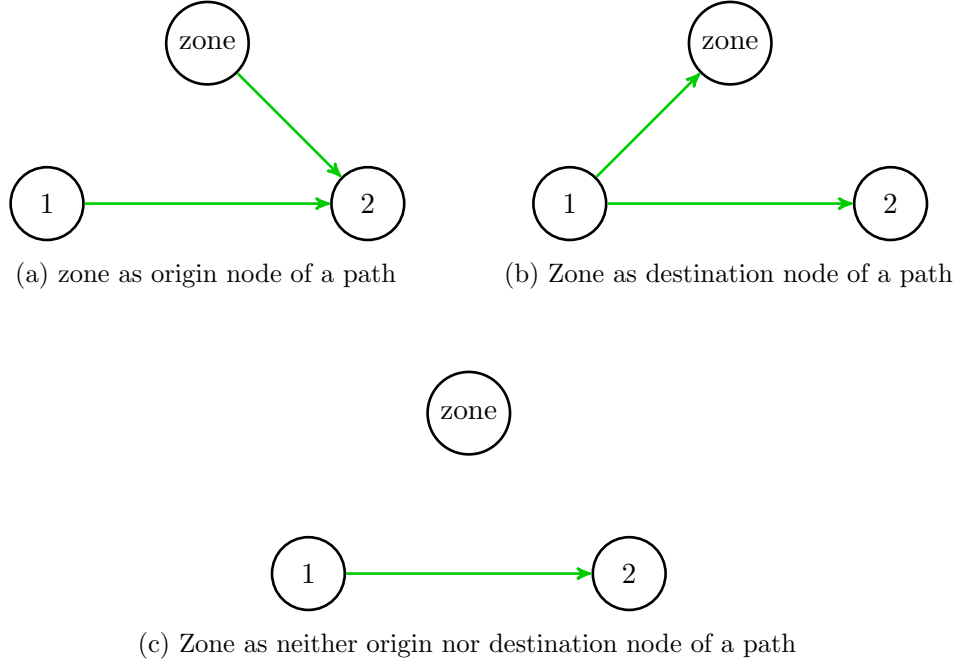 zone
1
2
(a) zone as origin node of a path
zone
1
2
(b) Zone as destination node of a path
zone
1
2
(c) Zone as neither origin nor destination node of a path